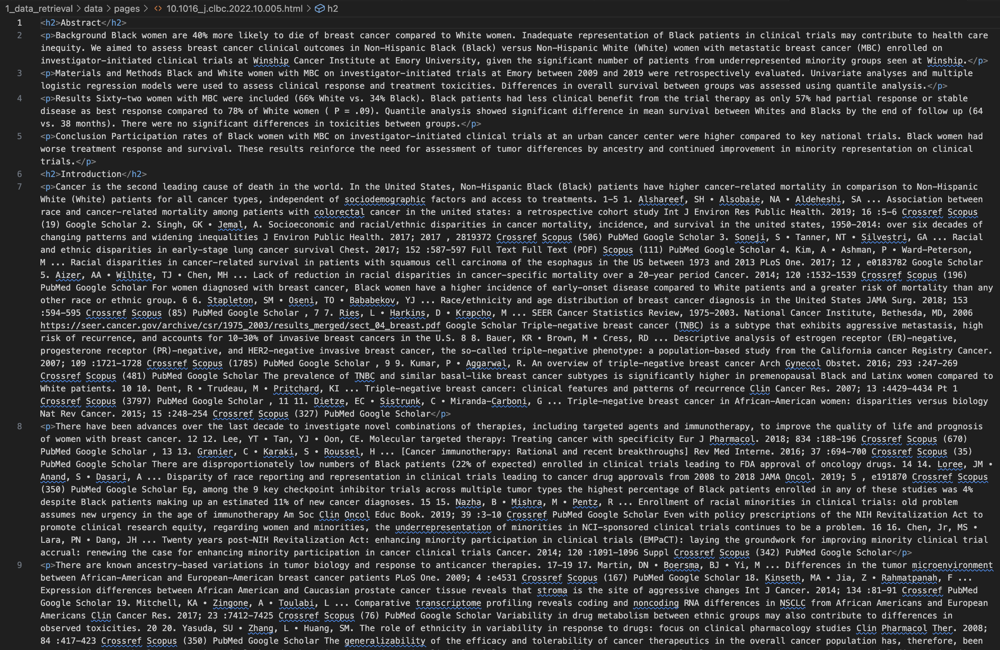 1_data_retrieval > data > pages > <> 10.1016_j.clbc.2022.10.005.html > h2
1 <h2>Abstract</h2>
2 <p>Background Black women are 40% more likely to die of breast cancer compared to White women. Inadequate representation of Black patients in clinical trials may contribute to health care
inequity. We aimed to assess breast cancer clinical outcomes in Non-Hispanic Black (Black) versus Non-Hispanic White (White) women with metastatic breast cancer (MBC) enrolled on
investigator-initiated clinical trials at Winship Cancer Institute at Emory University, given the significant number of patients from underrepresented minority groups seen at Winship.</p>
3 <p>Materials and Methods Black and White women with MBC on investigator-initiated trials at Emory between 2009 and 2019 were retrospectively evaluated. Univariate analyses and multiple
logistic regression models were used to assess clinical response and treatment toxicities. Differences in overall survival between groups was assessed using quantile analysis.</p>
4 <p>Results Sixty-two women with MBC were included (66% White vs. 34% Black). Black patients had less clinical benefit from the trial therapy as only 57% had partial response or stable
disease as best response compared to 78% of White women ( P = .09). Quantile analysis showed significant difference in mean survival between Whites and Blacks by the end of follow up (64
vs. 38 months). There were no significant differences in toxicities between groups.</p>
5 <p>Conclusion Participation rates of Black women with MBC on investigator-initiated clinical trials at an urban cancer center were higher compared to key national trials. Black women had
worse treatment response and survival. These results reinforce the need for assessment of tumor differences by ancestry and continued improvement in minority representation on clinical
trials.</p>
6 <h2>Introduction</h2>
7 <p>Cancer is the second leading cause of death in the world. In the United States, Non-Hispanic Black (Black) patients have higher cancer-related mortality in comparison to Non-Hispanic
White (White) patients for all cancer types, independent of sociodemographic factors and access to treatments. 1-5 1. Alshareef, SH • Alsobaie, NA • Aldeheshi, SA ... Association between
race and cancer-related mortality among patients with colorectal cancer in the united states: a retrospective cohort study Int J Environ Res Public Health. 2019; 16 :5-6 Crossref Scopus
(19) Google Scholar 2. Singh, GK • Jemal, A. Socioeconomic and racial/ethnic disparities in cancer mortality, incidence, and survival in the united states, 1950-2014: over six decades of
changing patterns and widening inequalities J Environ Public Health. 2017; 2017 , 2819372 Crossref Scopus (506) PubMed Google Scholar 3. Soneji, S • Tanner, NT • Silvestri, GA ... Racial
and ethnic disparities in early-stage lung cancer survival Chest. 2017; 152 :587-597 Full Text Full Text (PDF) Scopus (111) PubMed Google Scholar 4. Kim, A • Ashman, P • Ward-Peterson,
M ... Racial disparities in cancer-related survival in patients with squamous cell carcinoma of the esophagus in the US between 1973 and 2013 PLoS One. 2017; 12 , e0183782 Google Scholar
5. Aizer, AA • Wilhite, TJ • Chen, MH ... Lack of reduction in racial disparities in cancer-specific mortality over a 20-year period Cancer. 2014; 120 :1532-1539 Crossref Scopus (196)
PubMed Google Scholar For women diagnosed with breast cancer, Black women have a higher incidence of early-onset disease compared to White patients and a greater risk of mortality than any
other race or ethnic group. 6 6. Stapleton, SM • Oseni, TO • Bababekov, YJ ... Race/ethnicity and age distribution of breast cancer diagnosis in the United States JAMA Surg. 2018; 153
:594-595 Crossref Scopus (85) PubMed Google Scholar , 7 7. Ries, L • Harkins, D • Krapcho, M ... SEER Cancer Statistics Review, 1975-2003. National Cancer Institute, Bethesda, MD, 2006
https://seer.cancer.gov/archive/csr/1975_2003/results_merged/sect_04_breast.pdf Google Scholar Triple-negative breast cancer (TNBC) is a subtype that exhibits aggressive metastasis, high
risk of recurrence, and accounts for 10-30% of invasive breast cancers in the U.S. 8 8. Bauer, KR • Brown, M • Cress, RD ... Descriptive analysis of estrogen receptor (ER)-negative,
progesterone receptor (PR)-negative, and HER2-negative invasive breast cancer, the so-called triple-negative phenotype: a population-based study from the California cancer Registry Cancer.
2007; 109 :1721-1728 Crossref Scopus (1785) PubMed Google Scholar , 9 9. Kumar, P • Aggarwal, R. An overview of triple-negative breast cancer Arch Gynecol Obstet. 2016; 293 :247-269
Crossref Scopus (481) PubMed Google Scholar The prevalence of TNBC and similar basal-like breast cancer subtypes is significantly higher in premenopausal Black and Latinx women compared to
White patients. 10 10. Dent, R • Trudeau, M • Pritchard, KI ... Triple-negative breast cancer: clinical features and patterns of recurrence Clin Cancer Res. 2007; 13 :4429-4434 Pt 1
Crossref Scopus (3797) PubMed Google Scholar , 11 11. Dietze, EC • Sistrunk, C • Miranda-Carboni, G ... Triple-negative breast cancer in African-American women: disparities versus biology
Nat Rev Cancer. 2015; 15 :248-254 Crossref Scopus (327) PubMed Google Scholar</p>
8 <p>There have been advances over the last decade to investigate novel combinations of therapies, including targeted agents and immunotherapy, to improve the quality of life and prognosis
of women with breast cancer. 12 12. Lee, YT • Tan, YJ • Oon, CE. Molecular targeted therapy: Treating cancer with specificity Eur J Pharmacol. 2018; 834 :188-196 Crossref Scopus (670)
PubMed Google Scholar , 13 13. Granier, C • Karaki, S • Roussel, H ... [Cancer immunotherapy: Rational and recent breakthroughs] Rev Med Interne. 2016; 37 :694-700 Crossref Scopus (35)
PubMed Google Scholar There are disproportionately low numbers of Black patients (22% of expected) enrolled in clinical trials leading to FDA approval of oncology drugs. 14 14. Loree, JM •
Anand, S • Dasari, A ... Disparity of race reporting and representation in clinical trials leading to cancer drug approvals from 2008 to 2018 JAMA Oncol. 2019; 5 , e191870 Crossref Scopus
(350) PubMed Google Scholar Eg, among the 9 key checkpoint inhibitor trials across multiple tumor types the highest percentage of Black patients enrolled in any of these studies was 4%
despite Black patients making up an estimated 11% of new cancer diagnoses. 15 15. Nazha, B • Mishra, M • Pentz, R ... Enrollment of racial minorities in clinical trials: old problem
assumes new urgency in the age of immunotherapy Am Soc Clin Oncol Educ Book. 2019; 39 :3-10 Crossref PubMed Google Scholar Even with policy prescriptions of the NIH Revitalization Act to
promote clinical research equity, regarding women and minorities, the underrepresentation of minorities in NCI-sponsored clinical trials continues to be a problem. 16 16. Chen, Jr, MS •
Lara, PN • Dang, JH ... Twenty years post-NIH Revitalization Act: enhancing minority participation in clinical trials (EMPaCT): laying the groundwork for improving minority clinical trial
accrual: renewing the case for enhancing minority participation in cancer clinical trials Cancer. 2014; 120 :1091-1096 Suppl Crossref Scopus (342) PubMed Google Scholar</p>
9 <p>There are known ancestry-based variations in tumor biology and response to anticancer therapies. 17-19 17. Martin, DN • Boersma, BJ • Yi, M ... Differences in the tumor microenvironment
between African-American and European-American breast cancer patients PLoS One. 2009; 4 :e4531 Crossref Scopus (167) PubMed Google Scholar 18. Kinseth, MA • Jia, Z • Rahmatpanah, F ...
Expression differences between African American and Caucasian prostate cancer tissue reveals that stroma is the site of aggressive changes Int J Cancer. 2014; 134 :81-91 Crossref PubMed
Google Scholar 19. Mitchell, KA • Zingone, A • Toulabi, L ... Comparative transcriptome profiling reveals coding and noncoding RNA differences in NSCLC from African Americans and European
Americans Clin Cancer Res. 2017; 23 :7412-7425 Crossref Scopus (76) PubMed Google Scholar Variability in drug metabolism between ethnic groups may also contribute to differences in
observed toxicities. 20 20. Yasuda, SU • Zhang, L • Huang, SM. The role of ethnicity in variability in response to drugs: focus on clinical pharmacology studies Clin Pharmacol Ther. 2008;
84 :417-423 Crossref Scopus (350) PubMed Google Scholar The generalizability of the efficacy and tolerability of cancer therapeutics in the overall cancer population has, therefore, been